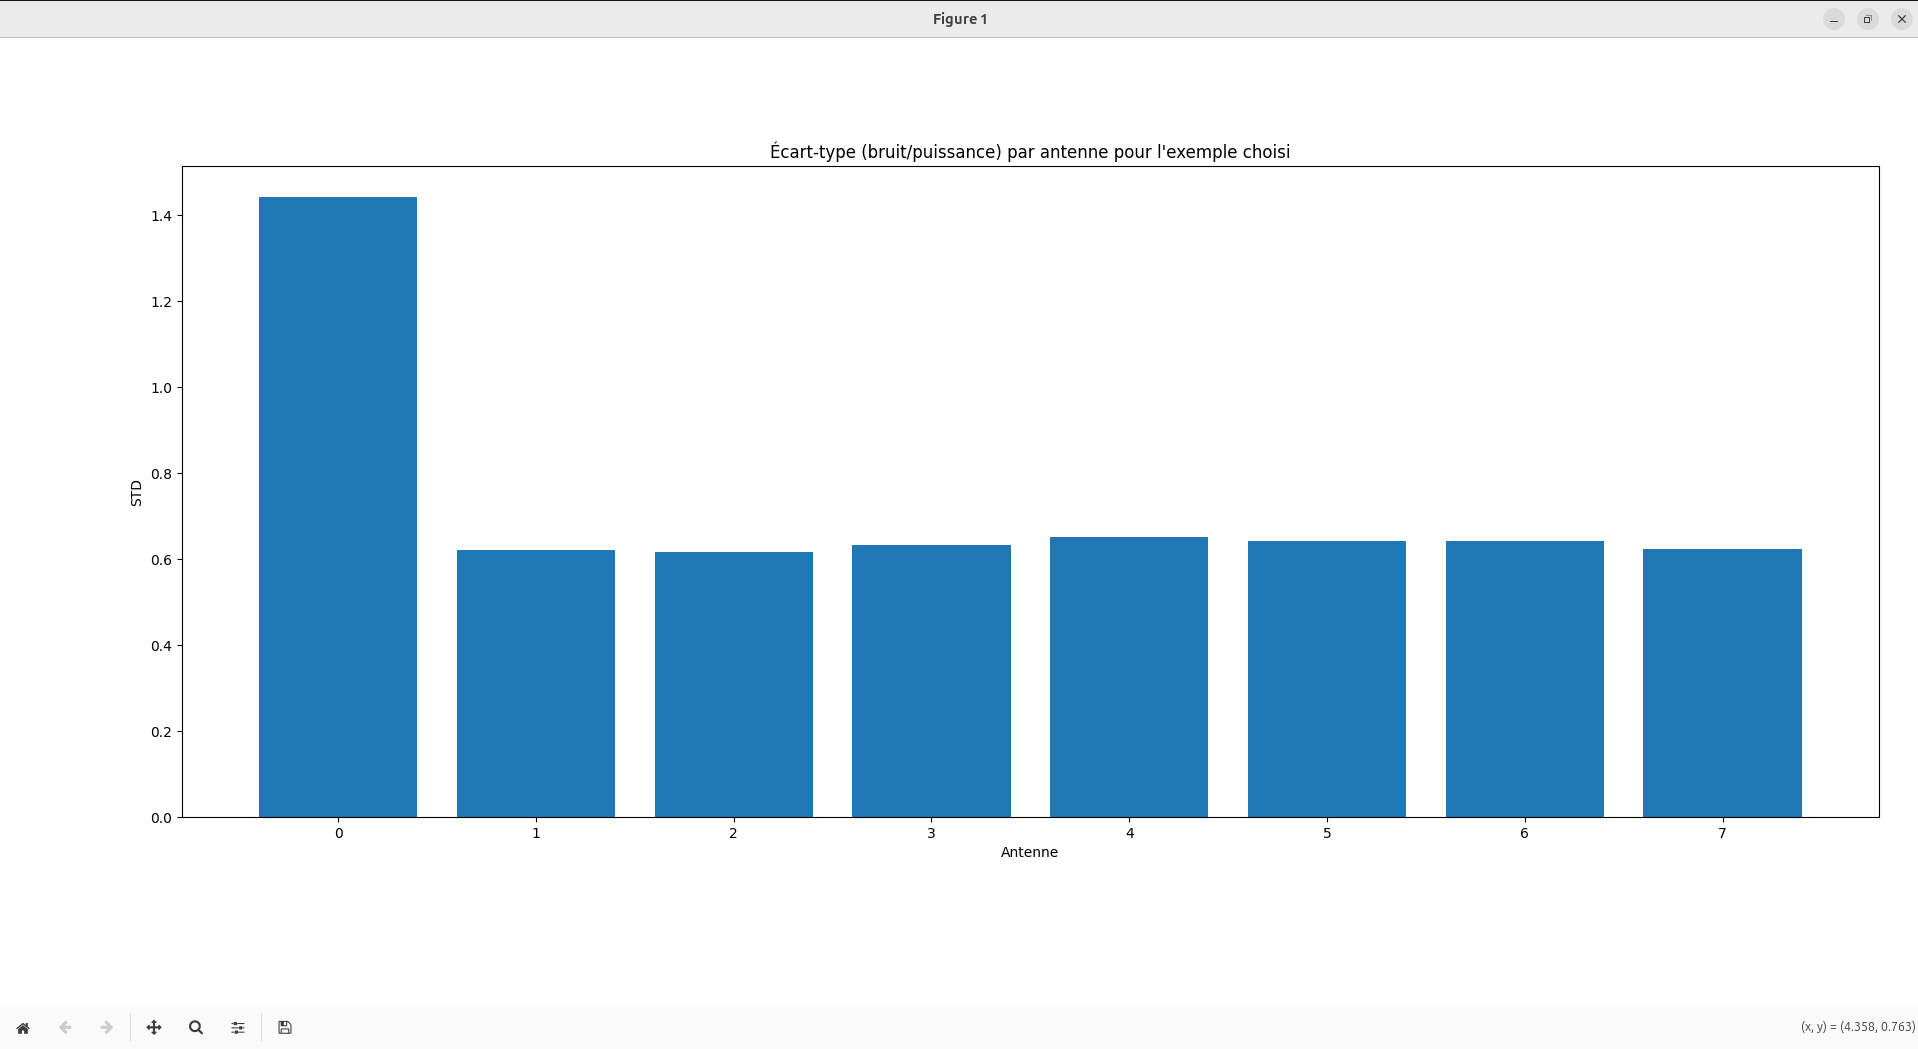 Figure 1
Écart-type (bruit/puissance) par antenne pour l'exemple choisi
1.4
1.2
1.0
0.8
0.6
0.4
0.2
0.0
STD
0 1 2 3 4 5 6 7
Antenne
(x, y) = (4.358, 0.763)